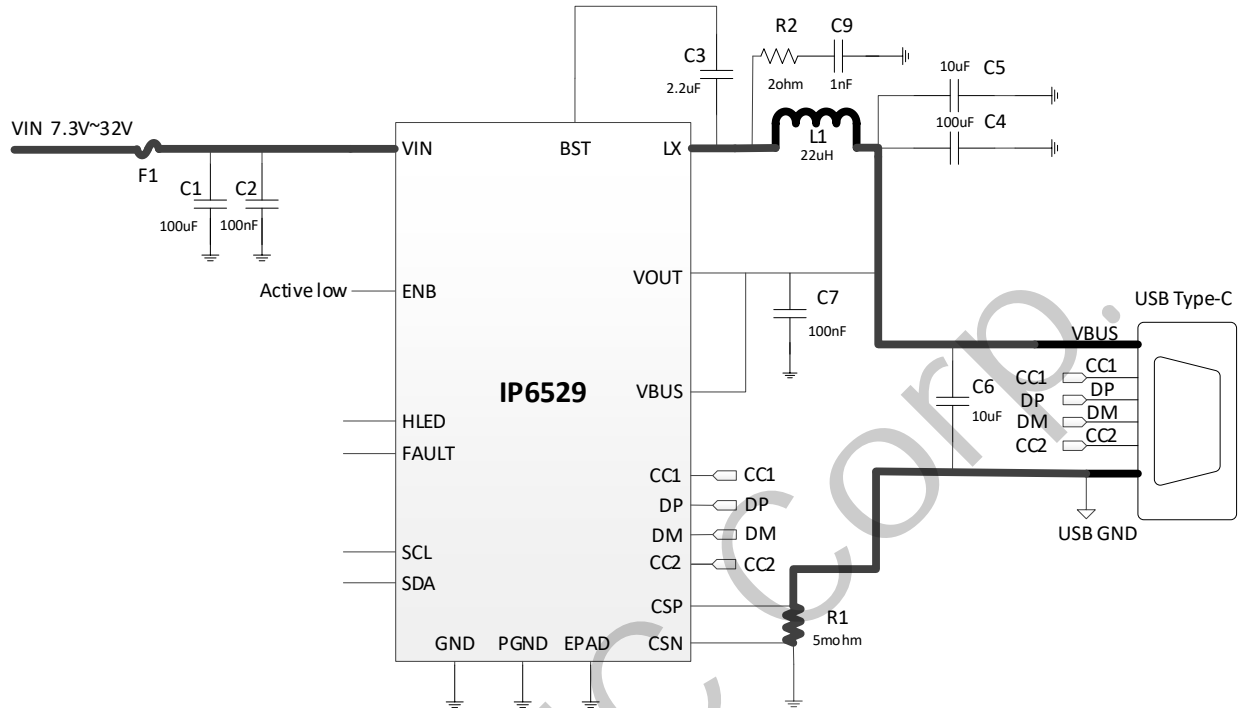 C3
2.2uF
R2
2ohm
C9
1nF
10uF C5
100uF C4
L1
22uH
VIN 7.3V~32V
F1
C1
100uF
C2
100nF
VIN
BST
LX
Active low
ENB
VOUT
C7
100nF
USB Type-C
VBUS
IP6529
VBUS
C6
10uF
CC1 CC1
DP DP
DM DM
CC2 CC2
HLED
FAULT
CC1 CC1
DP DP
DM DM
CC2 CC2
USB GND
SCL
SDA
CSP
CSN
R1
5mohm
GND
PGND
EPAD
C Corp.